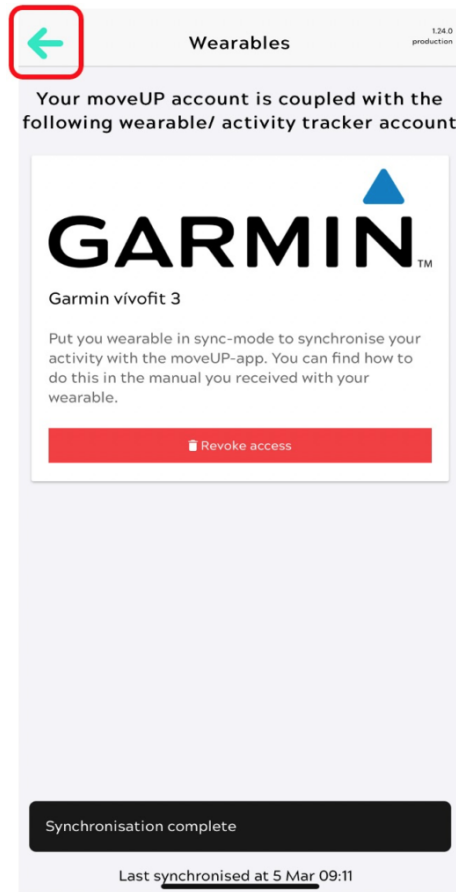 Wearables
1.24.0
production
Your moveUP account is coupled with the
following wearable/ activity tracker account
GARMIN™
Garmin vívofit 3
Put you wearable in sync-mode to synchronise your
activity with the moveUP-app. You can find how to
do this in the manual you received with your
wearable.
Revoke access
Synchronisation complete
Last synchronised at 5 Mar 09:11